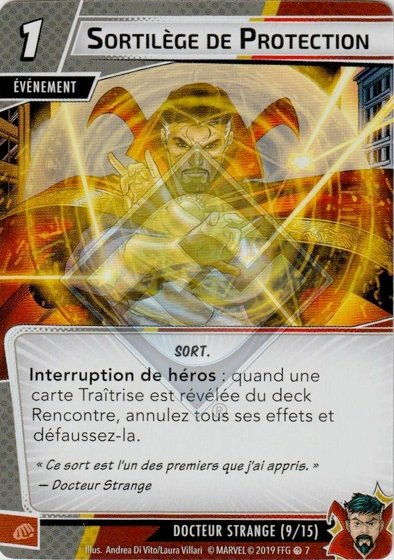 1
SORTILÈGE DE PROTECTION
ÉVÉNEMENT
SORT.
Interruption de héros : quand une
carte Traîtrise est révélée du deck
Rencontre, annulez tous ses effets et
défaussez-la.
« Ce sort est l'un des premiers que j'ai appris. »
— Docteur Strange
DOCTEUR STRANGE (9/15)
Illus. Andrea Di Vito/Laura Villari © MARVEL © 2019 FFG 7
®